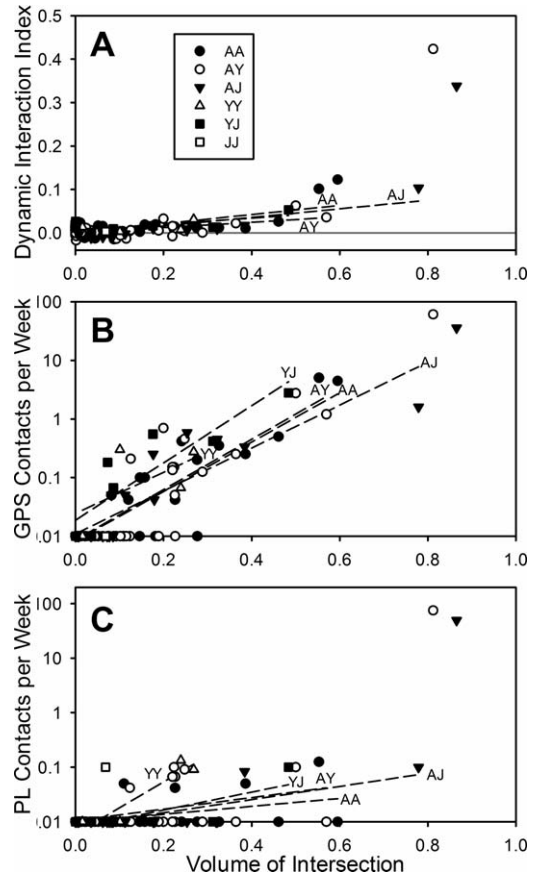 A
AA
AY
AJ
YY
YJ
JJ
Dynamic Interaction Index
0.5
0.4
0.3
0.2
0.1
0.0
AA
AJ
AY
0.0 0.2 0.4 0.6 0.8 1.0
B
GPS Contacts per Week
100
10
1
0.1
0.01
YJ
AJ
AY AA
YY
0.0 0.2 0.4 0.6 0.8 1.0
C
PL Contacts per Week
100
10
1
0.1
0.01
YY
YJ
AY
AJ
AA
0.0 0.2 0.4 0.6 0.8 1.0
Volume of Intersection